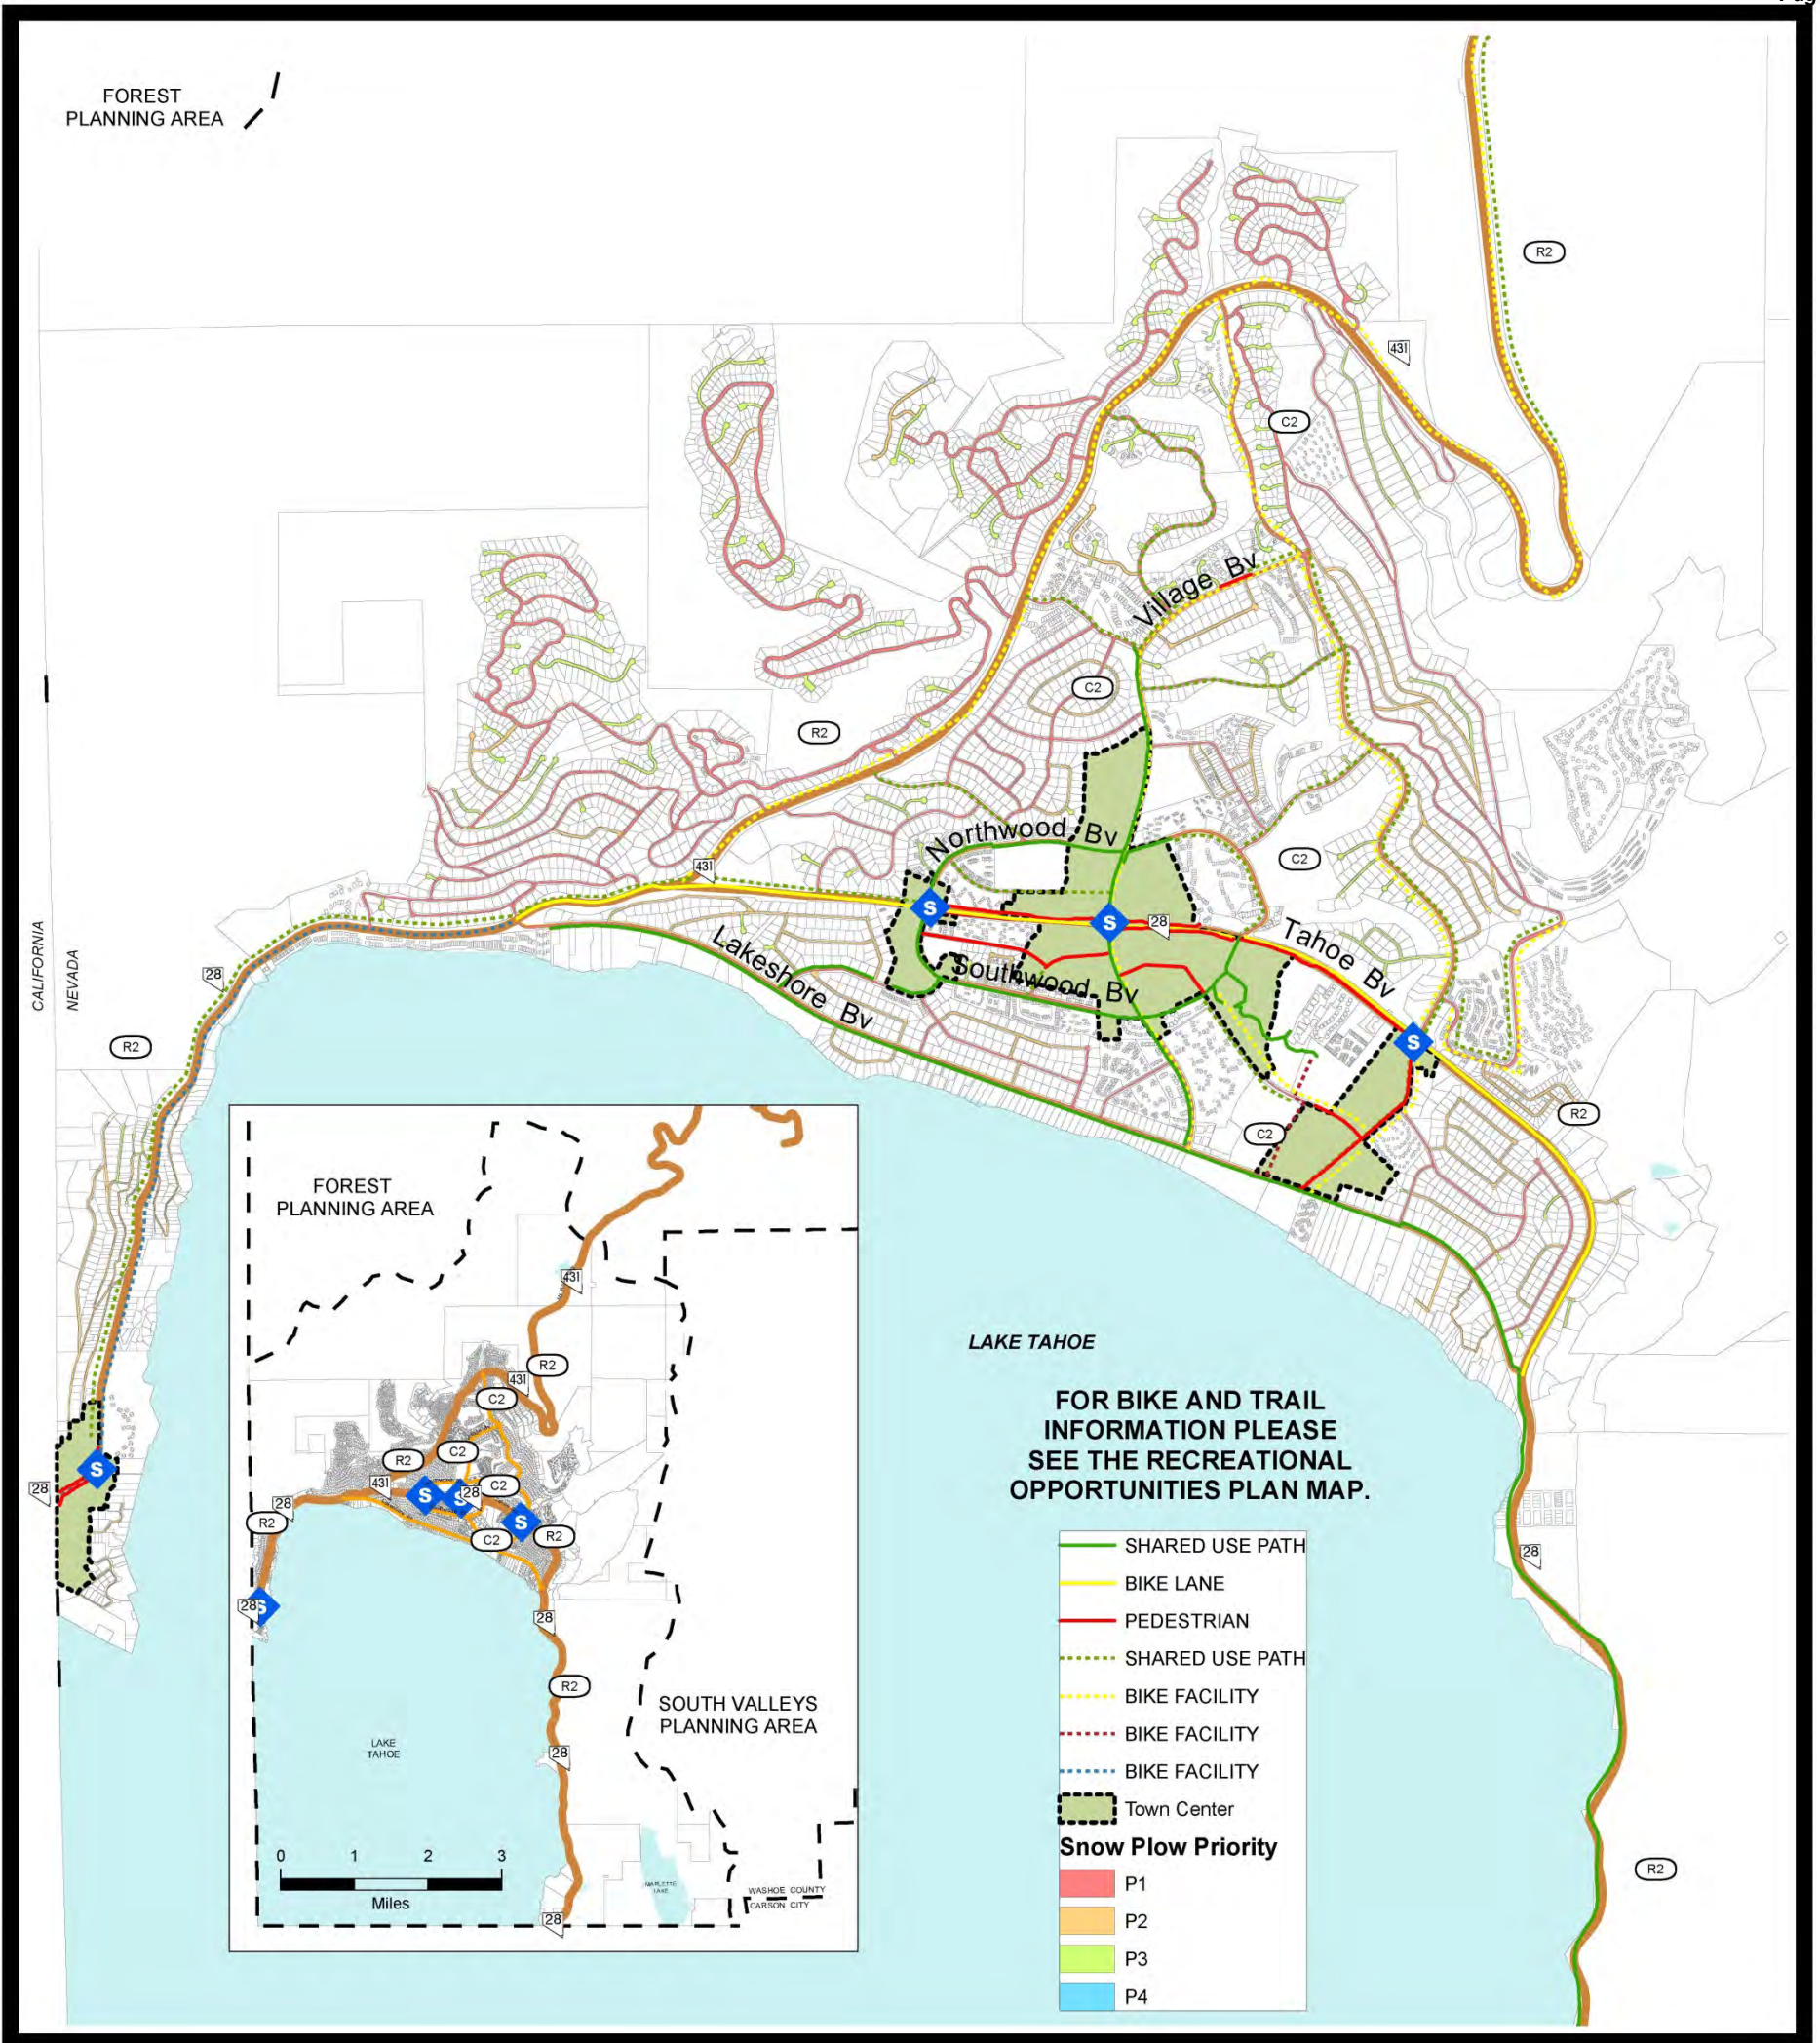 FOREST
PLANNING AREA
R2
431
C2
Village Bv
C2
R2
Northwood Bv
C2
431
S
S
28
Tahoe Bv
CALIFORNIA
NEVADA
28
Lakeshore Bv
Southwood Bv
S
R2
R2
C2
FOREST
PLANNING AREA
431
R2
431
C2
C2
R2
431
C2
S
S
28
28
R2
S
R2
C2
28
S
28
R2
SOUTH VALLEYS
PLANNING AREA
LAKE
TAHOE
28
0 1 2 3
Miles
MARLETTE
LAKE
WASHOE COUNTY
CARSON CITY
28
S
28
LAKE TAHOE
FOR BIKE AND TRAIL
INFORMATION PLEASE
SEE THE RECREATIONAL
OPPORTUNITIES PLAN MAP.
SHARED USE PATH
BIKE LANE
PEDESTRIAN
SHARED USE PATH
BIKE FACILITY
BIKE FACILITY
BIKE FACILITY
Town Center
Snow Plow Priority
P1
P2
P3
P4
28
R2